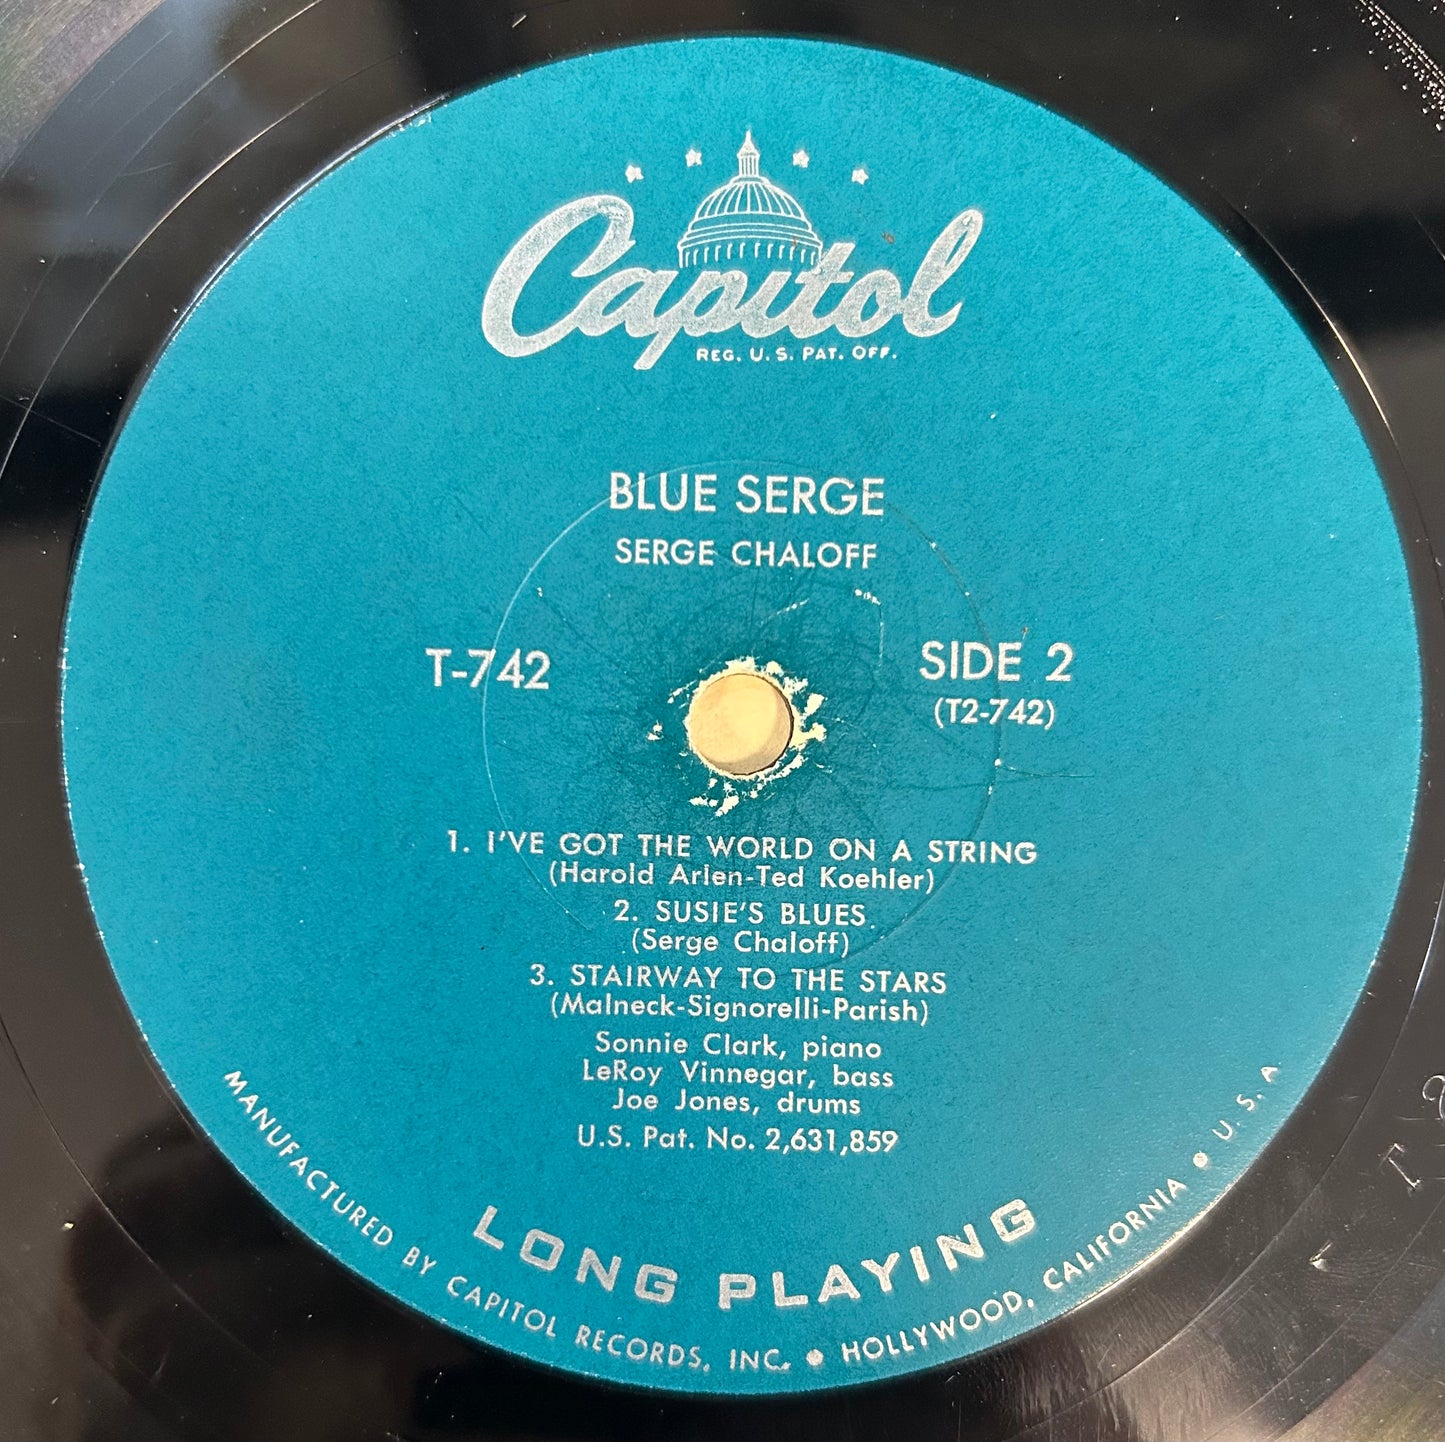 Capitol
REG. U.S. PAT. OFF.
BLUE SERGE
SERGE CHALOFF
T-742
SIDE 2
(T2-742)
1. I'VE GOT THE WORLD ON A STRING
(Harold Arlen-Ted Koehler)
2. SUSIE'S BLUES
(Serge Chaloff)
3. STAIRWAY TO THE STARS
(Malneck-Signorelli-Parish)
Sonnie Clark, piano
LeRoy Vinnegar, bass
Joe Jones, drums
U.S. Pat. No. 2,631,859
LONG PLAYING
MANUFACTURED BY CAPITOL RECORDS, INC. • HOLLYWOOD, CALIFORNIA • U. S. A